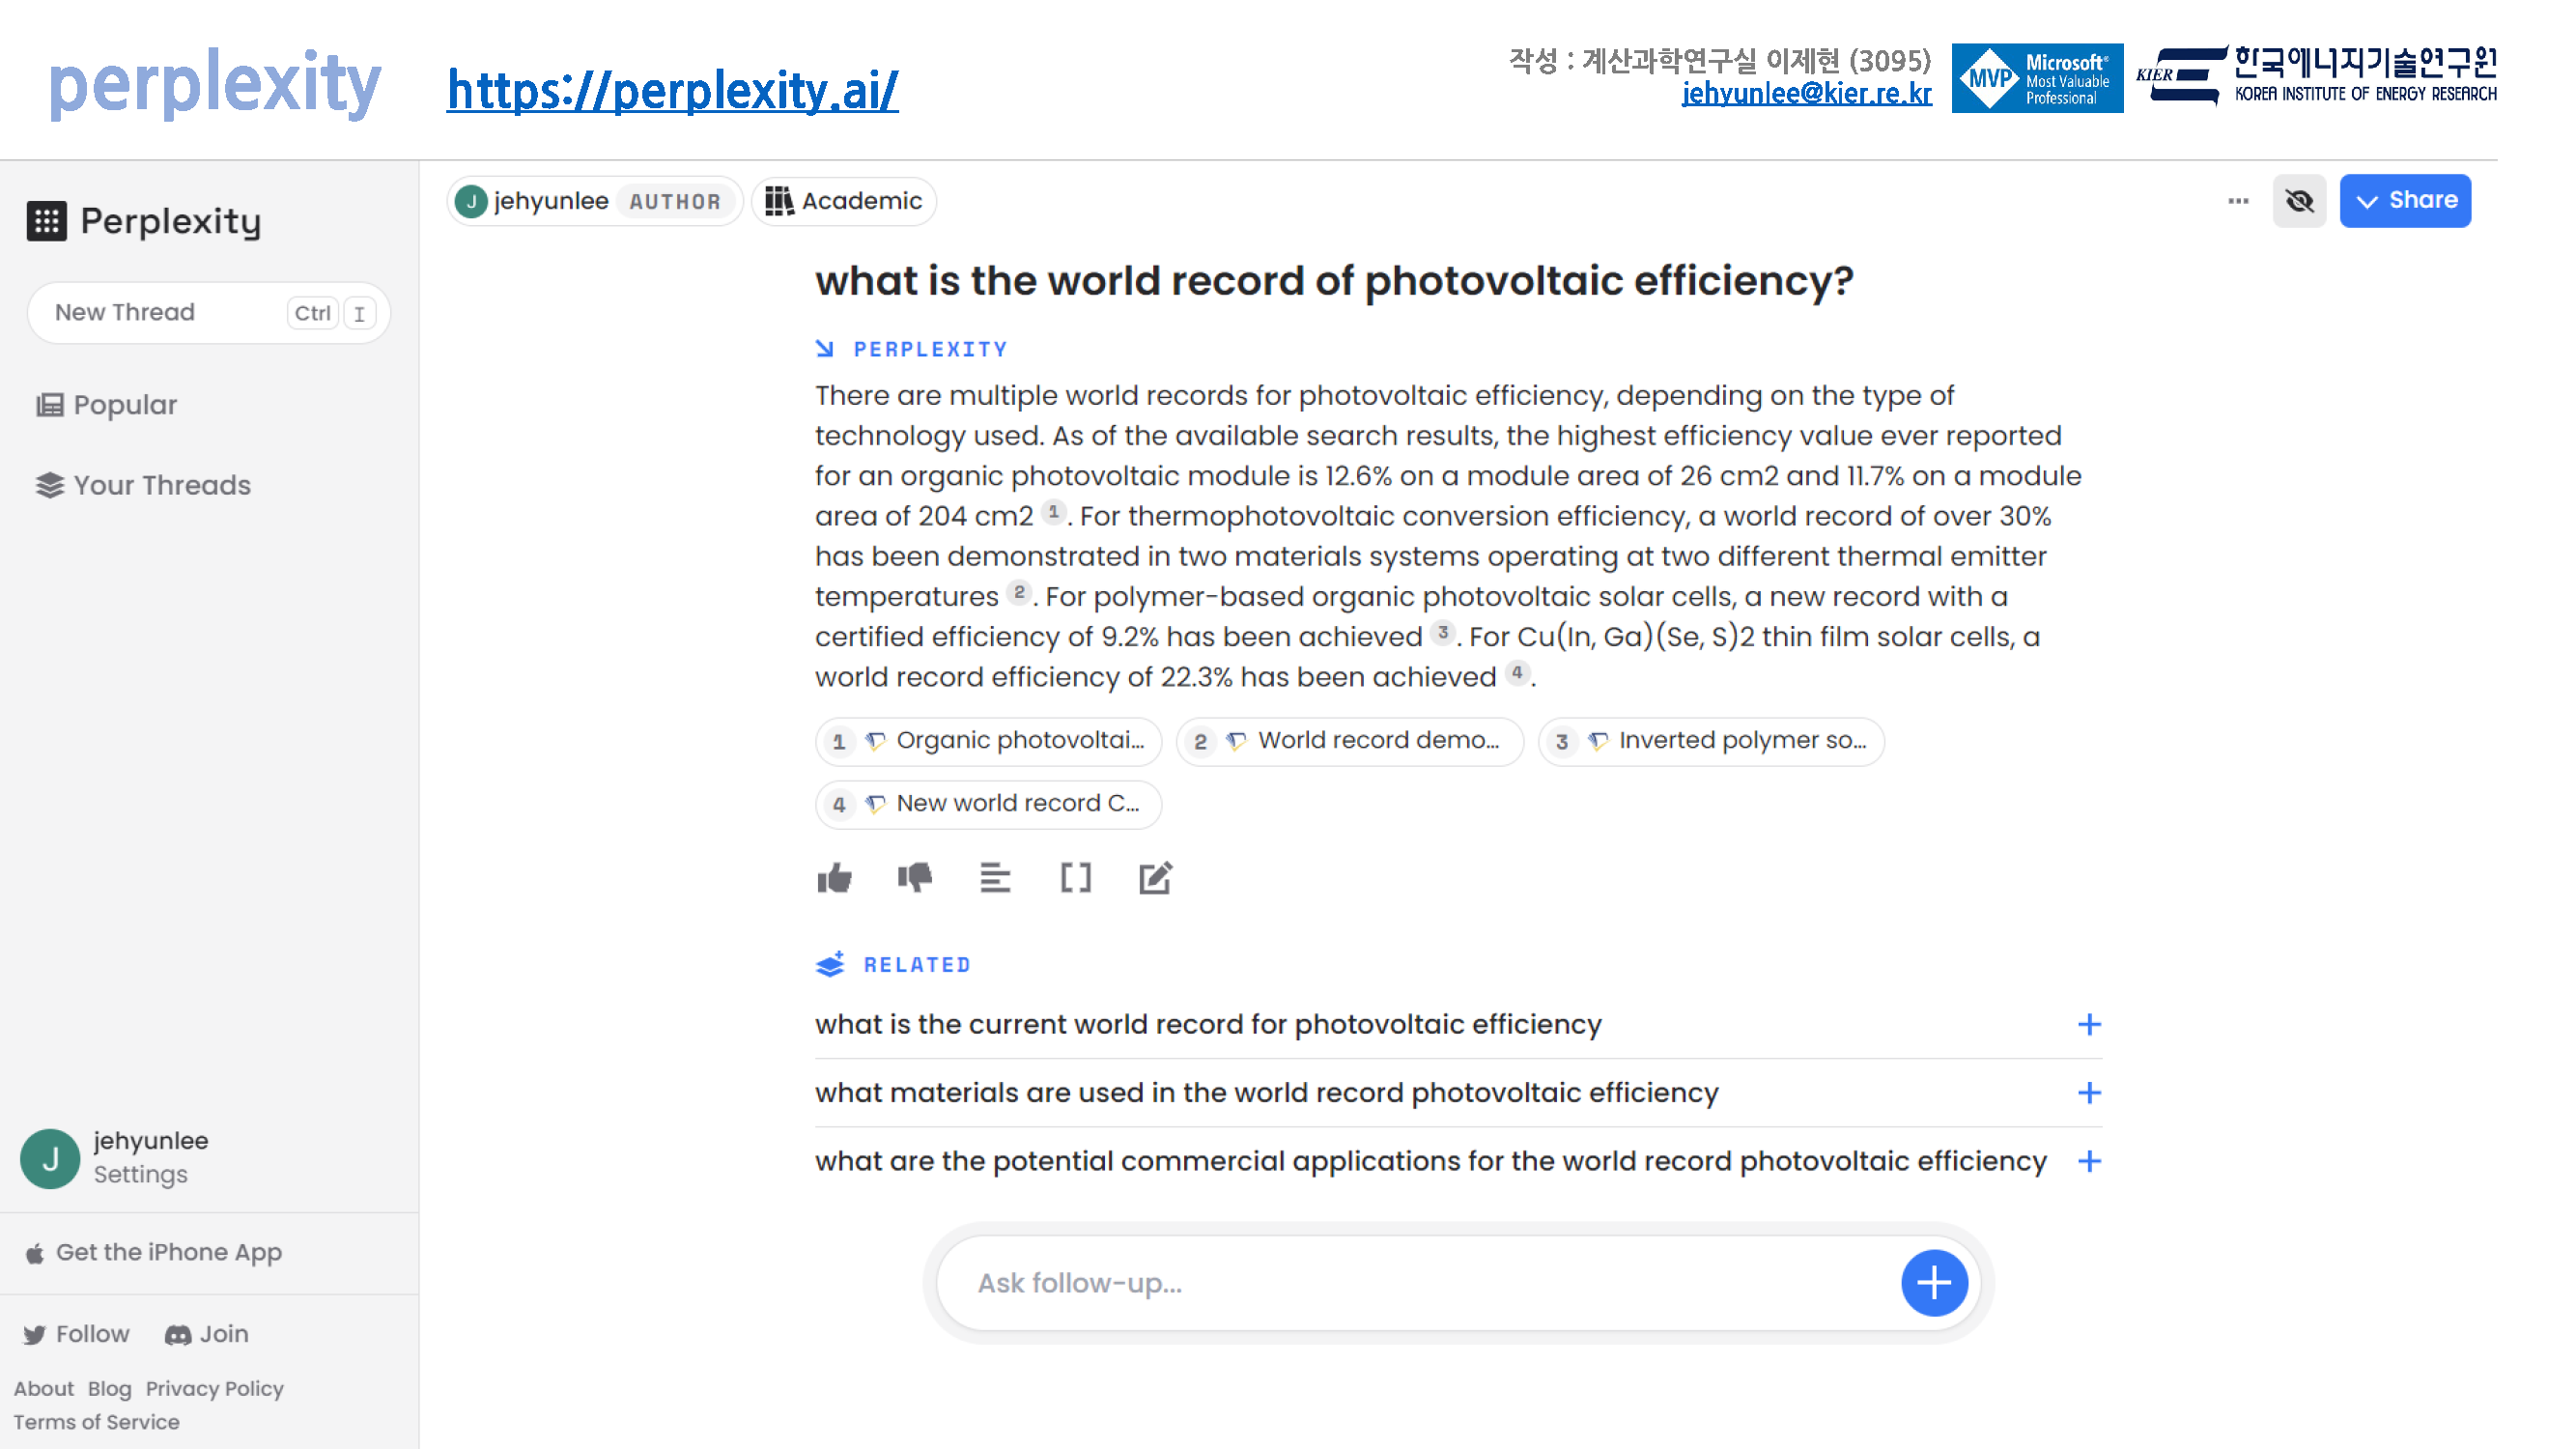 perplexity
https://perplexity.ai/
작성 : 계산과학연구실 이제현 (3095)
jehyunlee@kier.re.kr
MVP
Microsoft®
Most Valuable
Professional
KIER
한국에너지기술연구원
KOREA INSTITUTE OF ENERGY RESEARCH
Perplexity
New Thread Ctrl I
Popular
Your Threads
J jehyunlee
Settings
Get the iPhone App
Follow Join
About Blog Privacy Policy
Terms of Service
J jehyunlee AUTHOR Academic
... Share
what is the world record of photovoltaic efficiency?
PERPLEXITY
There are multiple world records for photovoltaic efficiency, depending on the type of
technology used. As of the available search results, the highest efficiency value ever reported
for an organic photovoltaic module is 12.6% on a module area of 26 cm2 and 11.7% on a module
area of 204 cm2 1. For thermophotovoltaic conversion efficiency, a world record of over 30%
has been demonstrated in two materials systems operating at two different thermal emitter
temperatures 2. For polymer-based organic photovoltaic solar cells, a new record with a
certified efficiency of 9.2% has been achieved 3. For Cu(In, Ga)(Se, S)2 thin film solar cells, a
world record efficiency of 22.3% has been achieved 4.
1 Organic photovoltai... 2 World record demo... 3 Inverted polymer so...
4 New world record C...
RELATED
what is the current world record for photovoltaic efficiency
what materials are used in the world record photovoltaic efficiency
what are the potential commercial applications for the world record photovoltaic efficiency
Ask follow-up...